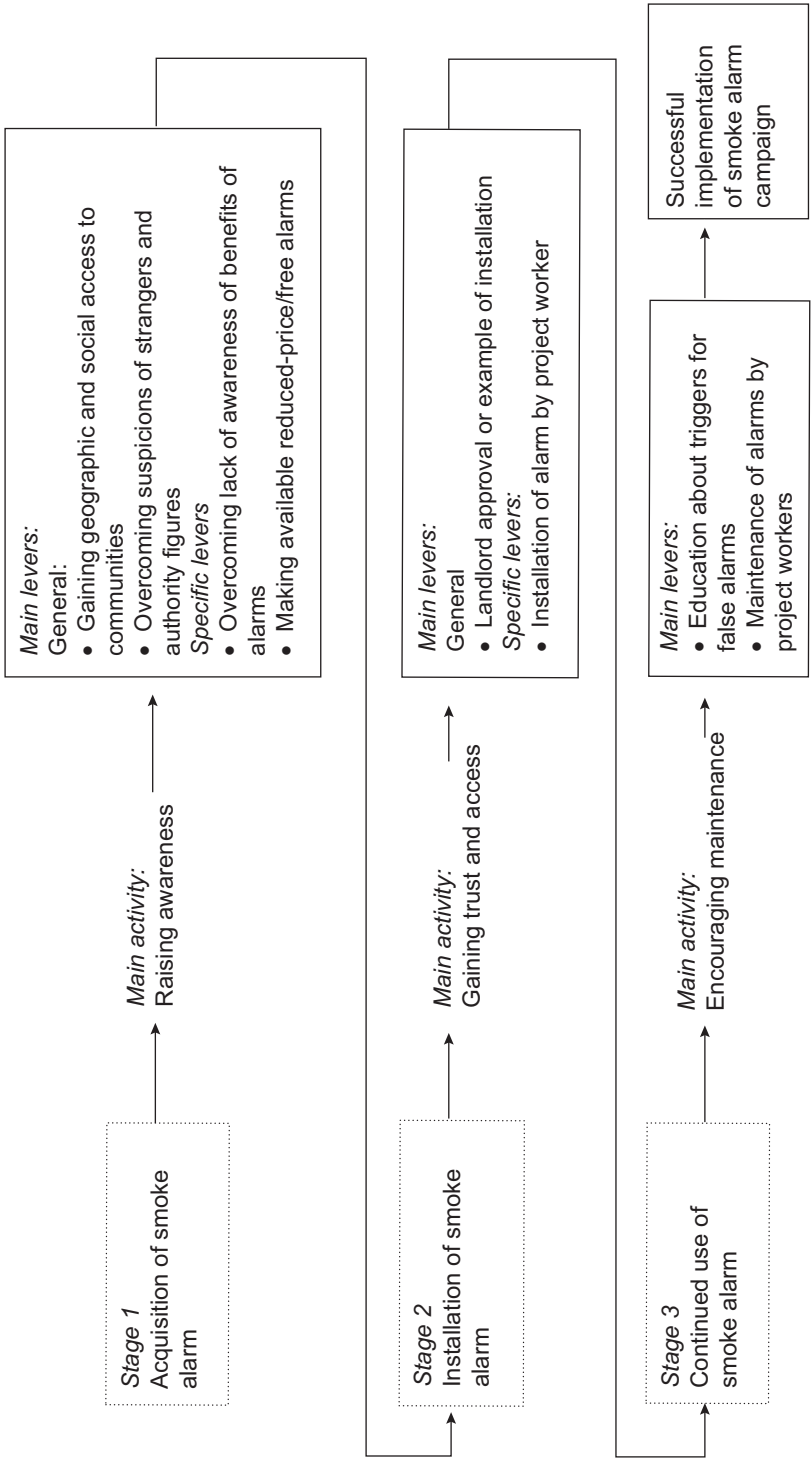 Stage 1
Acquisition of smoke
alarm
Main activity:
Raising awareness
Main levers:
General:
• Gaining geographic and social access to
communities
• Overcoming suspicions of strangers and
authority figures
Specific levers
• Overcoming lack of awareness of benefits of
alarms
• Making available reduced-price/free alarms
Stage 2
Installation of smoke
alarm
Main activity:
Gaining trust and access
Main levers:
General
• Landlord approval or example of installation
Specific levers:
• Installation of alarm by project worker
Stage 3
Continued use of
smoke alarm
Main activity:
Encouraging maintenance
Main levers:
• Education about triggers for
false alarms
• Maintenance of alarms by
project workers
Successful
implementation
of smoke alarm
campaign